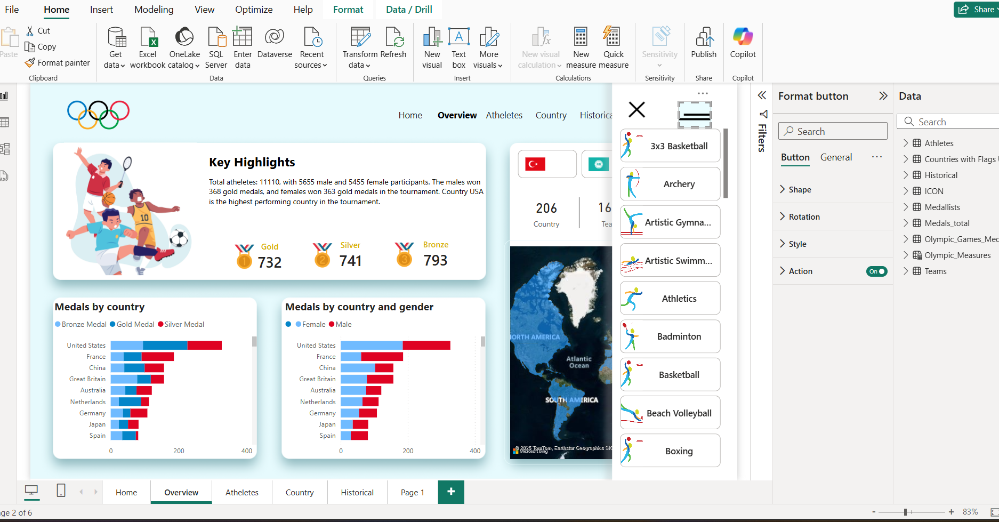 File Home Insert Modeling View Optimize Help Format Data / Drill Share
Paste
Cut
Copy
Format painter
Clipboard
Get data
Excel workbook
OneLake catalog
SQL Server
Enter data
Dataverse
Recent sources
Data
Transform data
Refresh
Queries
New visual
Text box
More visuals
Insert
New visual calculation
New measure
Quick measure
Calculations
Sensitivity
Sensitivity
Publish
Share
Copilot
Copilot
Home Overview Atheletes Country Historica
Key Highlights
Total atheletes: 11110, with 5655 male and 5455 female participants. The males won
368 gold medals, and females won 363 gold medals in the tournament. Country USA
is the highest performing country in the tournament.
Gold
732
Silver
741
Bronze
793
1
2
3
10
206
Country
16
Tea
Medals by country
Bronze Medal Gold Medal Silver Medal
United States
France
China
Great Britain
Australia
Netherlands
Germany
Japan
Spain
0 200 400
Medals by country and gender
Female Male
United States
France
China
Great Britain
Australia
Netherlands
Germany
Japan
Spain
0 200 400
NORTH AMERICA
Atlantic
Ocean
SOUTH AMERICA
© 2025 TomTom, Earthstar Geographics SIO
Microsoft Bing
3x3 Basketball
Archery
Artistic Gymna...
Artistic Swimm...
Athletics
Badminton
Basketball
Beach Volleyball
Boxing
Filters
Format button
Search
Button General
Shape
Rotation
Style
Action On
Data
Search
Athletes
Countries with Flags
Historical
ICON
Medallists
Medals_total
Olympic_Games_Med
Olympic_Measures
Teams
Home Overview Atheletes Country Historical Page 1 +
ge 2 of 6
- + 83%